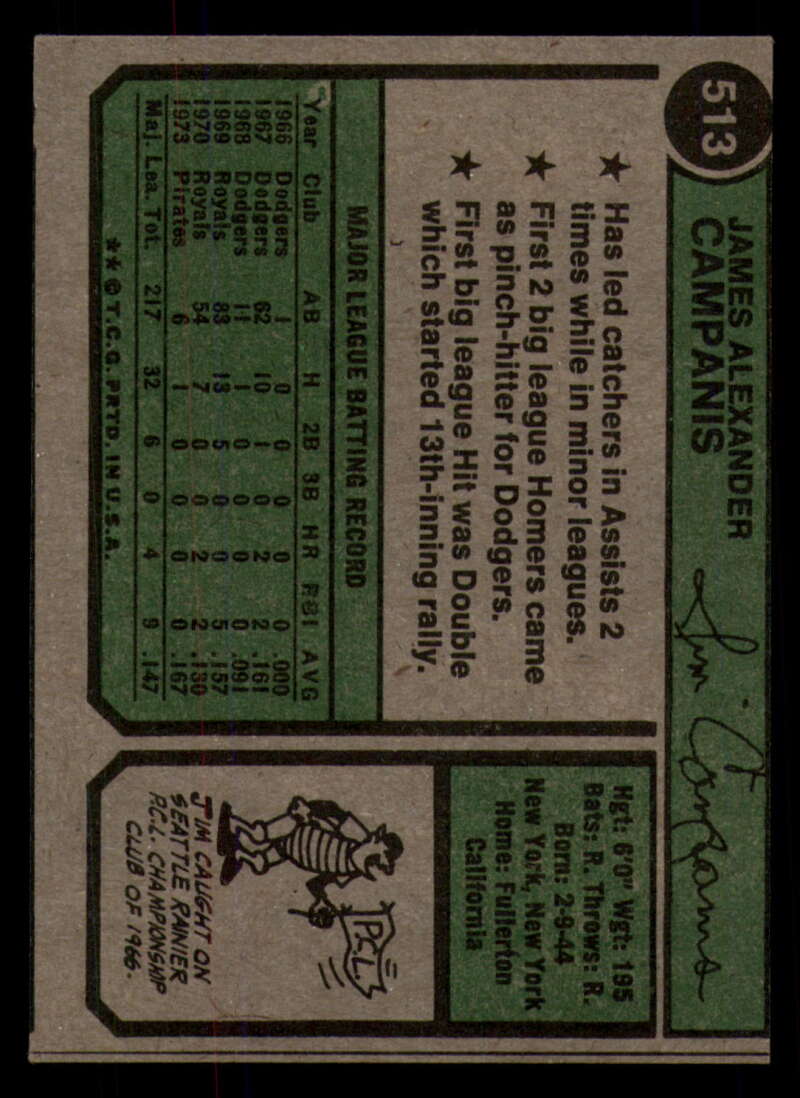 513
JAMES ALEXANDER
CAMPANIS
Jim Campanis
★ Has led catchers in Assists 2
times while in minor leagues.
★ First 2 big league Homers came
as pinch-hitter for Dodgers.
★ First big league Hit was Double
which started 13th-inning rally.
MAJOR LEAGUE BATTING RECORD
Year Club AB H 2B 3B HR RBI AVG
1966 Dodgers 1 0 0 0 0 0 .000
1967 Dodgers 62 10 1 0 2 2 .161
1968 Dodgers 11 1 0 0 0 0 .091
1969 Royals 83 13 5 0 0 5 .157
1970 Royals 54 7 0 0 2 2 .130
1973 Pirates 6 1 0 0 0 0 .167
Maj. Lea. Tot. 217 32 6 0 4 9 .147
** © T.C.G. PRTD. IN U.S.A.
Hgt: 6'0" Wgt: 195
Bats: R. Throws: R.
Born: 2-9-44
New York, New York
Home: Fullerton
California
P.C.L.
JIM CAUGHT ON
SEATTLE RANIER
P.C.L. CHAMPIONSHIP
CLUB OF 1966.